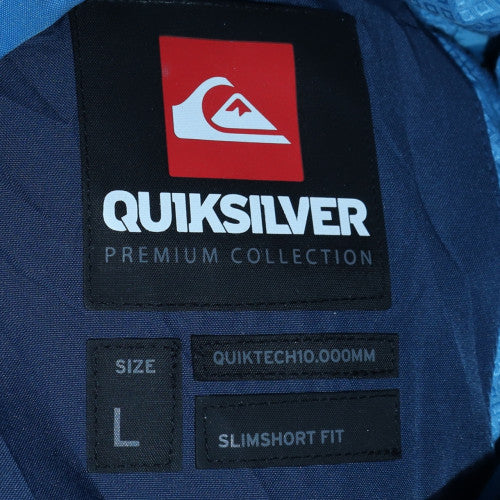 QUIKSILVER
PREMIUM COLLECTION
SIZE
L
QUIKTECH10.000MM
SLIMSHORT FIT